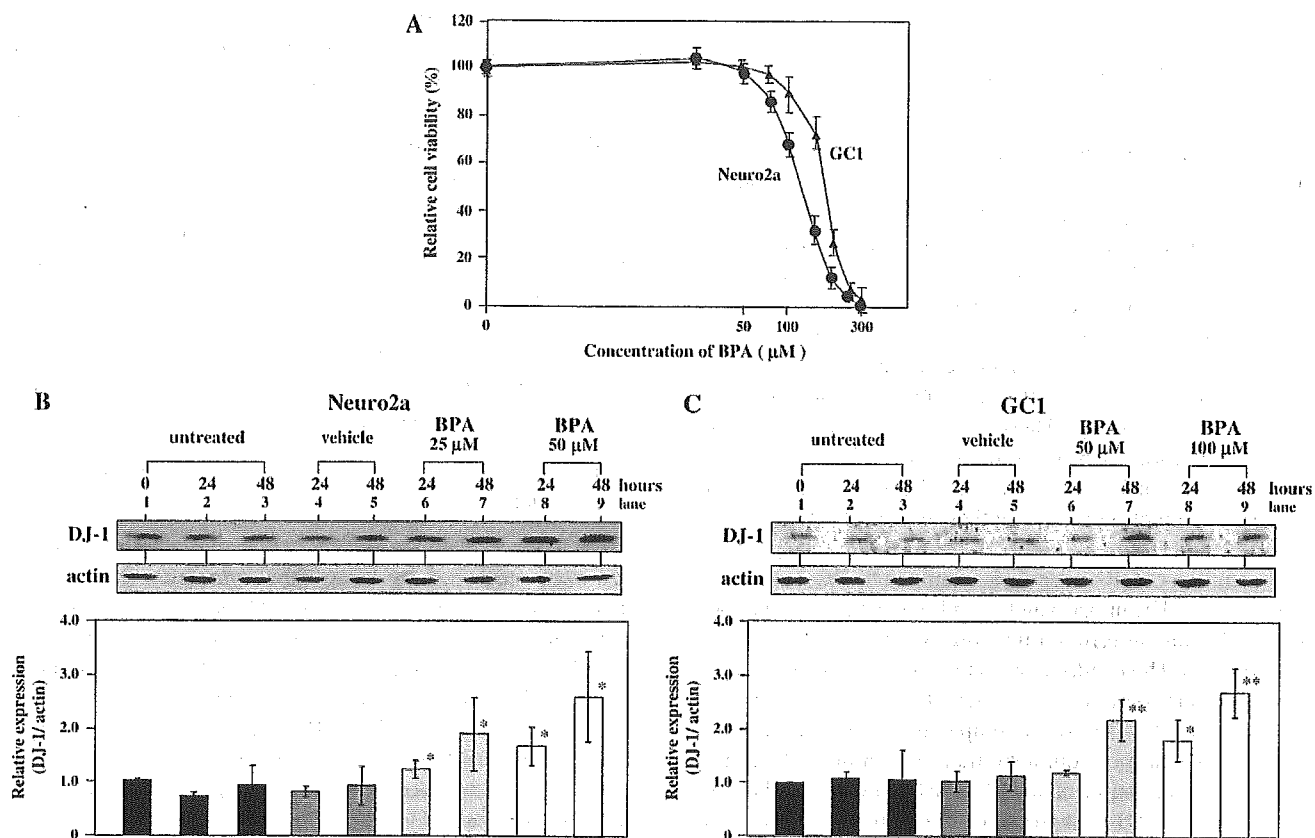 A
120
100
80
60
40
20
0
Relative cell viability (%)
GC1
Neuro2a
0 50 100 300
Concentration of BPA ( μM )
B
Neuro2a
untreated vehicle BPA 25 μM BPA 50 μM
0 24 48 24 48 24 48 24 48 hours
1 2 3 4 5 6 7 8 9 lane
DJ-1
actin
4.0
3.0
2.0
1.0
0
Relative expression
(DJ-1/ actin)
* * * *
C
GC1
untreated vehicle BPA 50 μM BPA 100 μM
0 24 48 24 48 24 48 24 48 hours
1 2 3 4 5 6 7 8 9 lane
DJ-1
actin
4.0
3.0
2.0
1.0
0
Relative expression
(DJ-1/ actin)
** * **